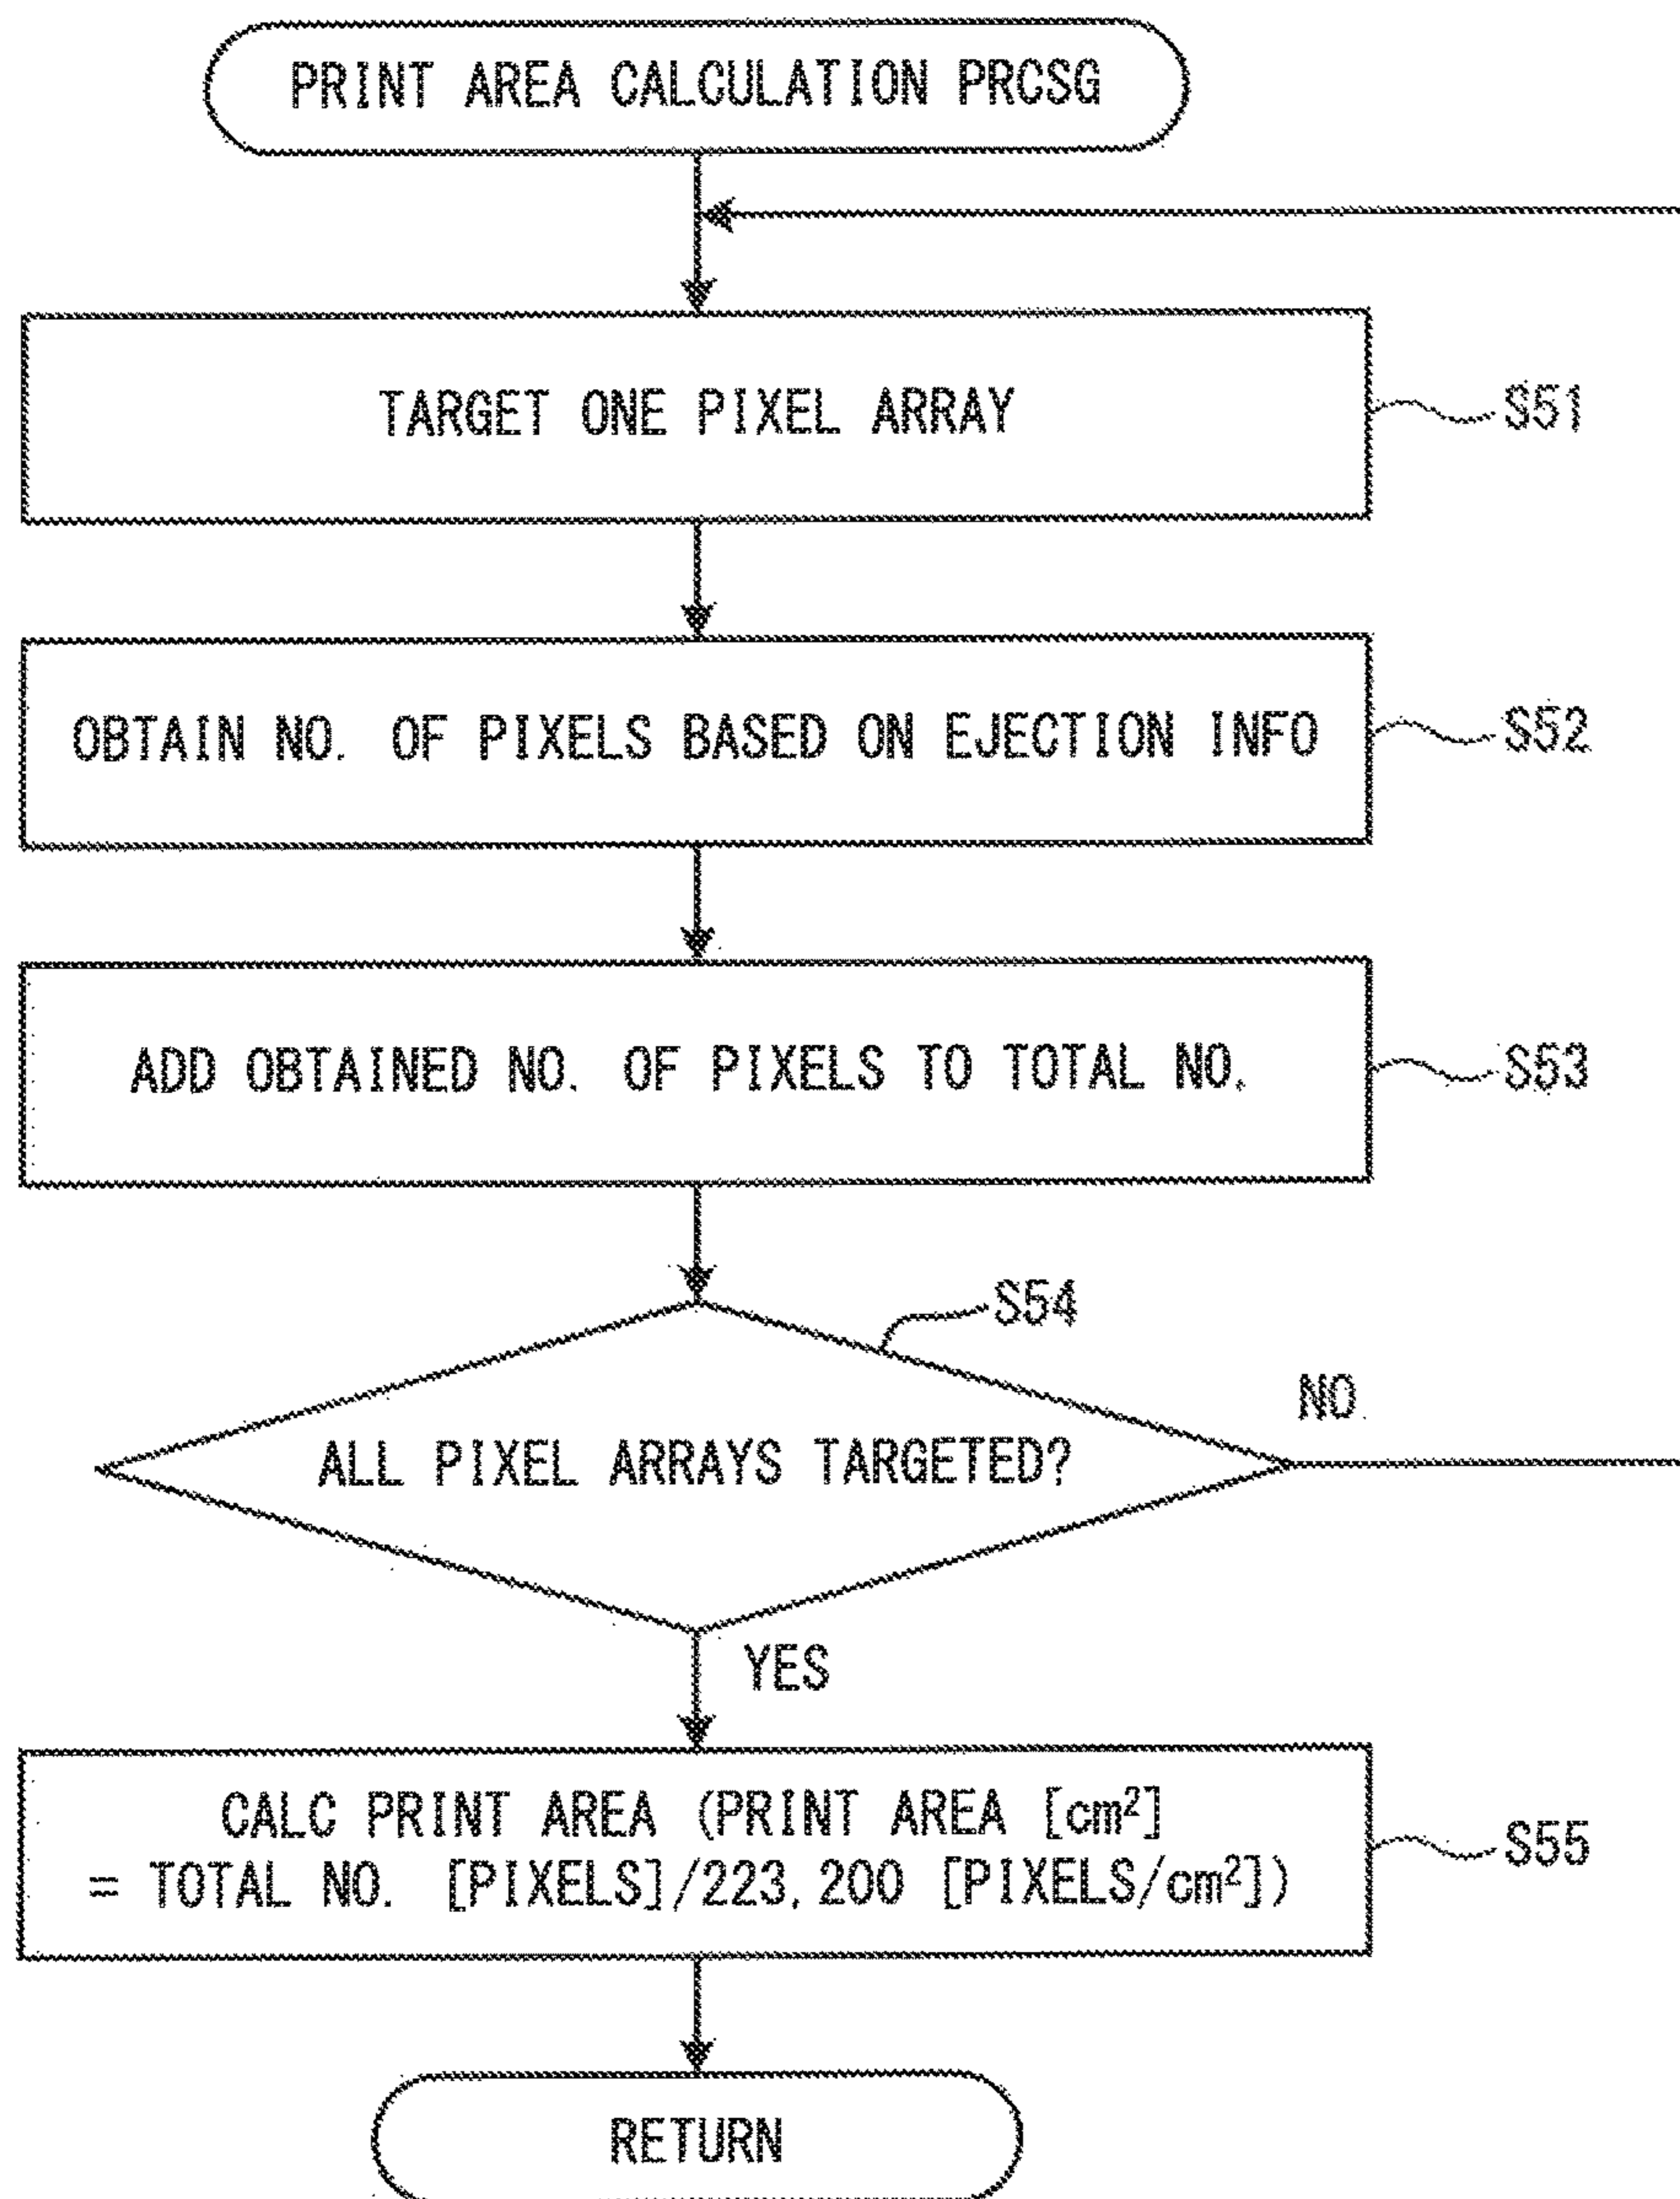 PRINT AREA CALCULATION PRCSG
TARGET ONE PIXEL ARRAY
S51
OBTAIN NO. OF PIXELS BASED ON EJECTION INFO
S52
ADD OBTAINED NO. OF PIXELS TO TOTAL NO.
S53
S54
NO
ALL PIXEL ARRAYS TARGETED?
YES
CALC PRINT AREA (PRINT AREA [cm²]
= TOTAL NO. [PIXELS]/223,200 [PIXELS/cm²])
S55
RETURN